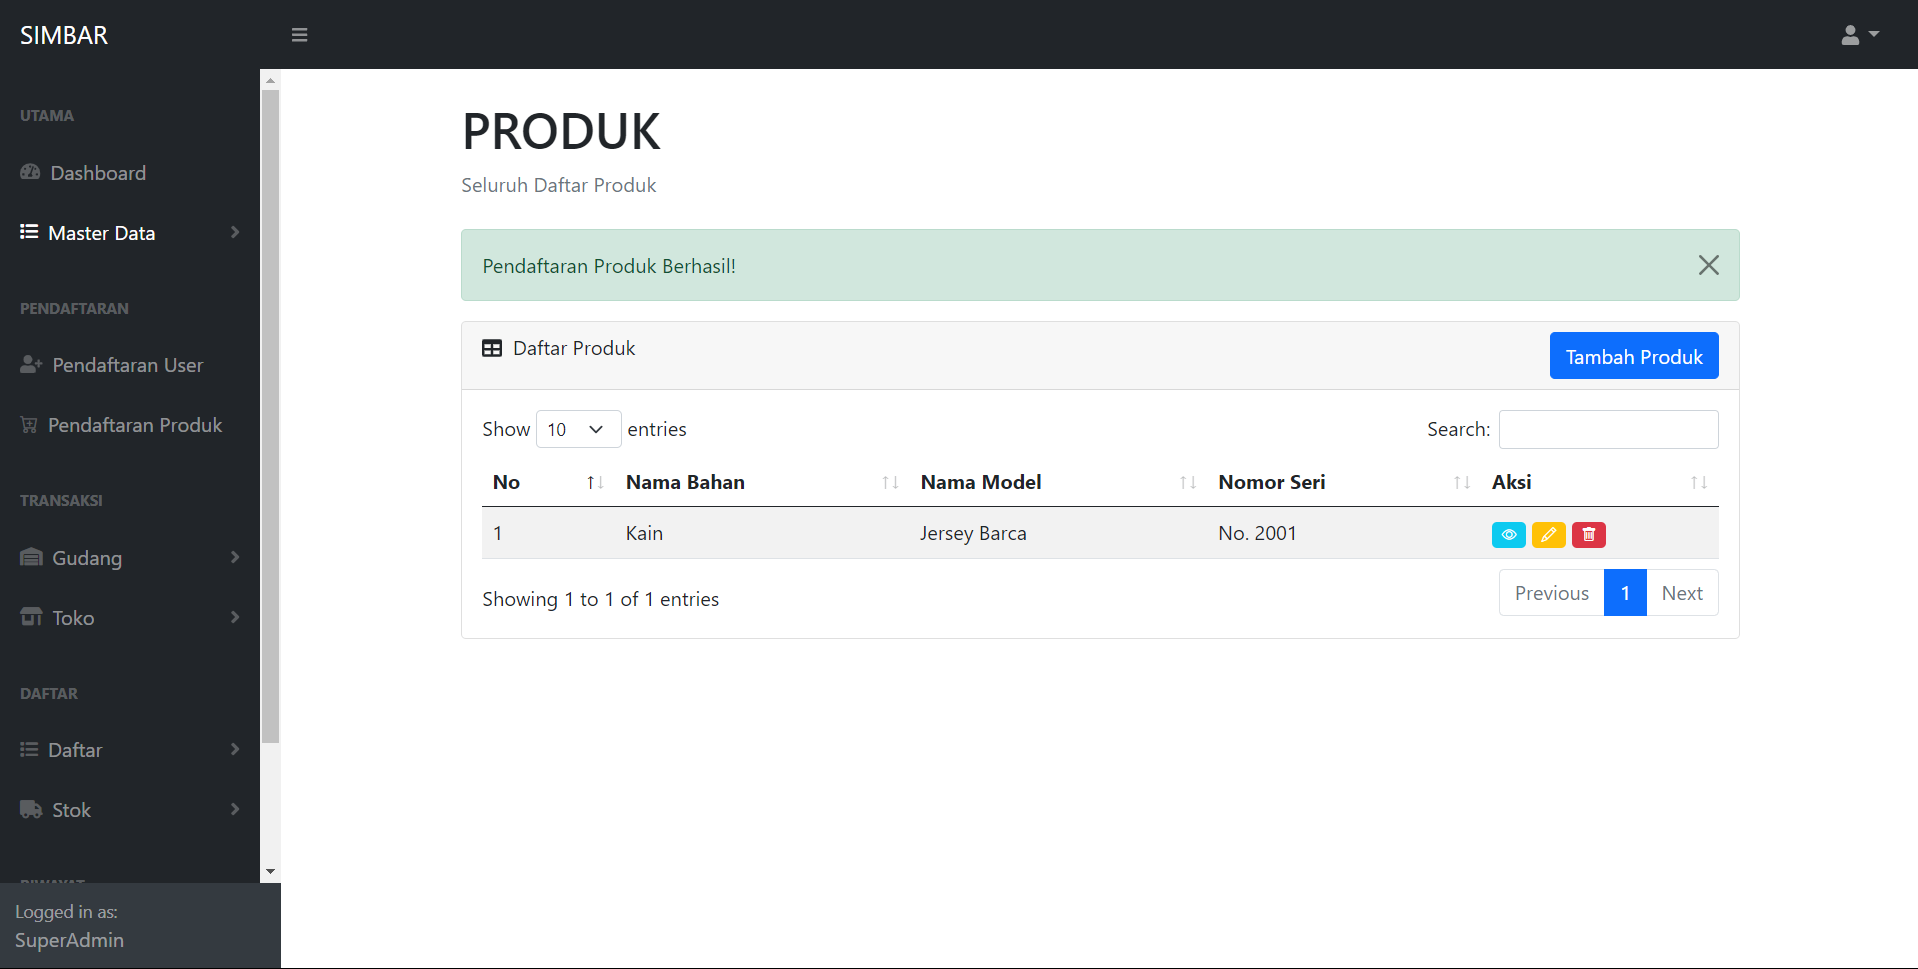 SIMBAR
UTAMA
Dashboard
Master Data
PENDAFTARAN
Pendaftaran User
Pendaftaran Produk
TRANSAKSI
Gudang
Toko
DAFTAR
Daftar
Stok
Logged in as:
SuperAdmin
PRODUK
Seluruh Daftar Produk
Pendaftaran Produk Berhasil!
Daftar Produk
Tambah Produk
Show 10 entries
Search:
No Nama Bahan Nama Model Nomor Seri Aksi
1 Kain Jersey Barca No. 2001
Showing 1 to 1 of 1 entries
Previous 1 Next